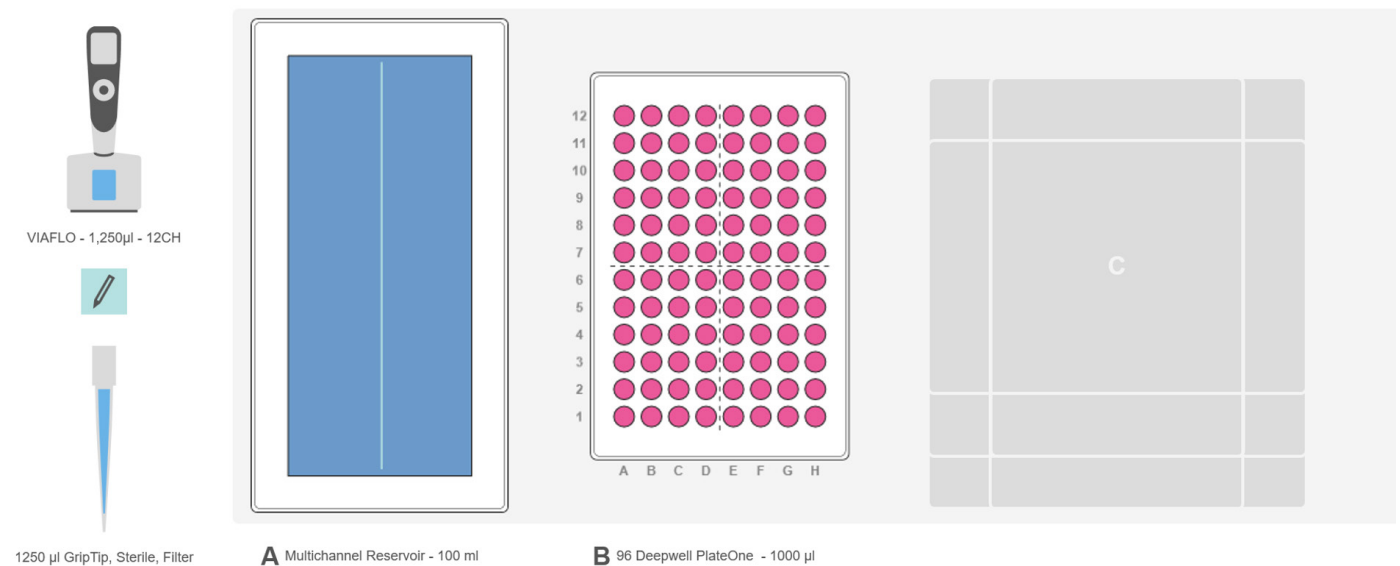 VIAFLO - 1,250µl - 12CH
1250 µl GripTip, Sterile, Filter
A Multichannel Reservoir - 100 ml
12
11
10
9
8
7
6
5
4
3
2
1
A B C D E F G H
B 96 Deepwell PlateOne - 1000 µl
C